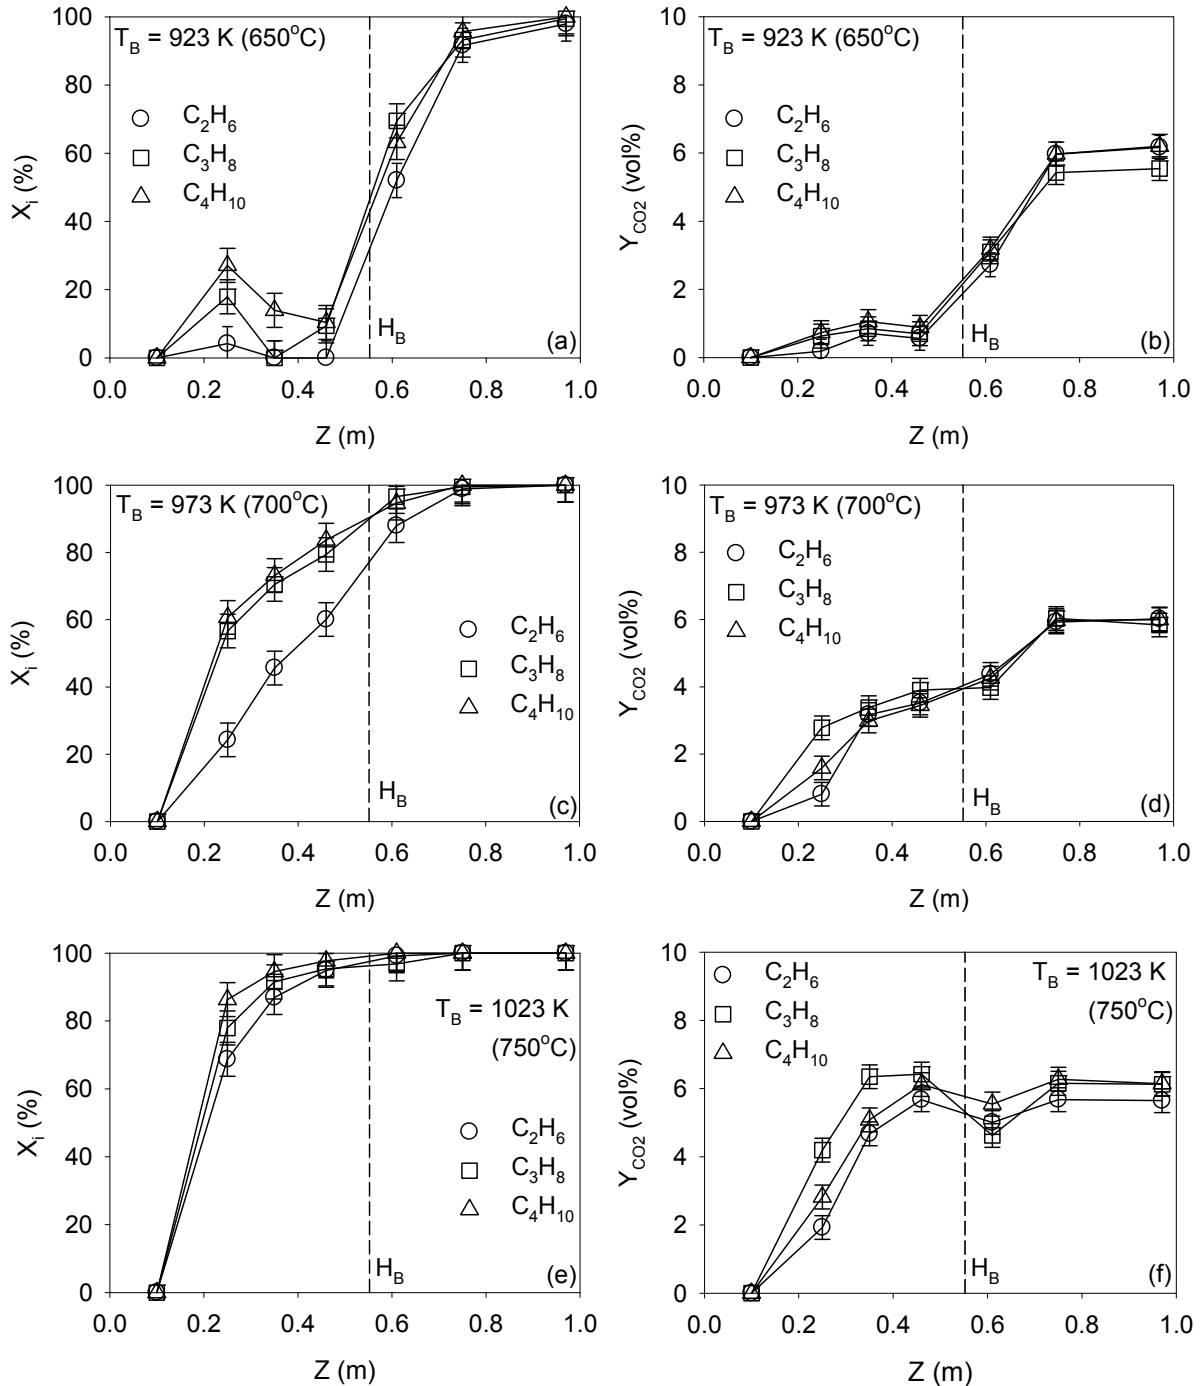 T_B = 923 K (650°C)
C₂H₆
C₃H₈
C₄H₁₀
100
80
60
40
20
0
X_i (%)
H_B
(a)
0.0 0.2 0.4 0.6 0.8 1.0
Z (m)
T_B = 923 K (650°C)
C₂H₆
C₃H₈
C₄H₁₀
10
8
6
4
2
0
Y_CO2 (vol%)
H_B
(b)
0.0 0.2 0.4 0.6 0.8 1.0
Z (m)
T_B = 973 K (700°C)
100
80
60
40
20
0
X_i (%)
C₂H₆
C₃H₈
C₄H₁₀
H_B
(c)
0.0 0.2 0.4 0.6 0.8 1.0
Z (m)
T_B = 973 K (700°C)
C₂H₆
C₃H₈
C₄H₁₀
10
8
6
4
2
0
Y_CO2 (vol%)
H_B
(d)
0.0 0.2 0.4 0.6 0.8 1.0
Z (m)
100
80
60
40
20
0
X_i (%)
T_B = 1023 K
(750°C)
C₂H₆
C₃H₈
C₄H₁₀
H_B
(e)
0.0 0.2 0.4 0.6 0.8 1.0
Z (m)
10
8
6
4
2
0
Y_CO2 (vol%)
C₂H₆
C₃H₈
C₄H₁₀
T_B = 1023 K
(750°C)
H_B
(f)
0.0 0.2 0.4 0.6 0.8 1.0
Z (m)